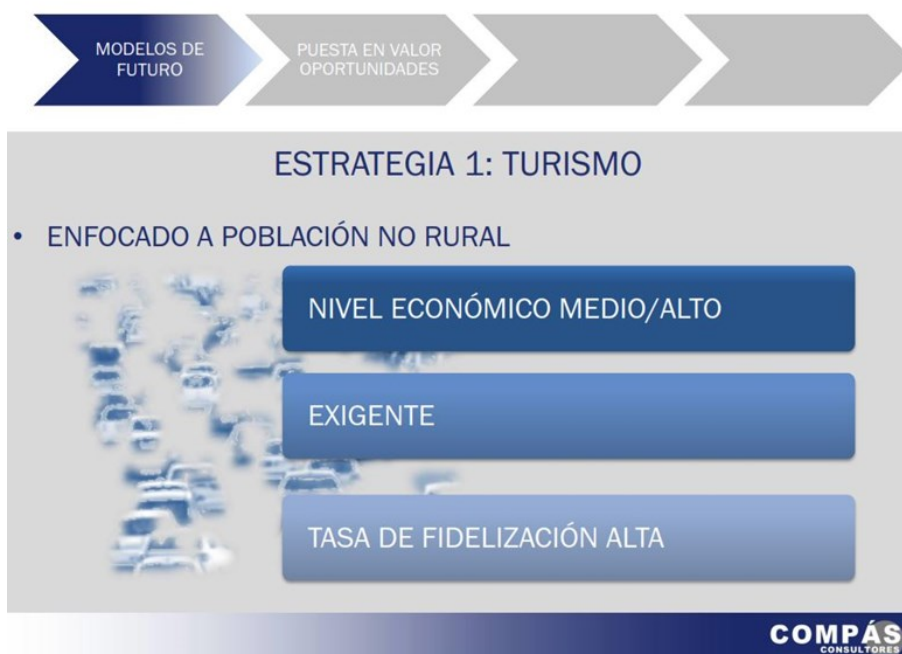 MODELOS DE
FUTURO
PUESTA EN VALOR
OPORTUNIDADES
ESTRATEGIA 1: TURISMO
• ENFOCADO A POBLACIÓN NO RURAL
NIVEL ECONÓMICO MEDIO/ALTO
EXIGENTE
TASA DE FIDELIZACIÓN ALTA
COMPÁS
CONSULTORES